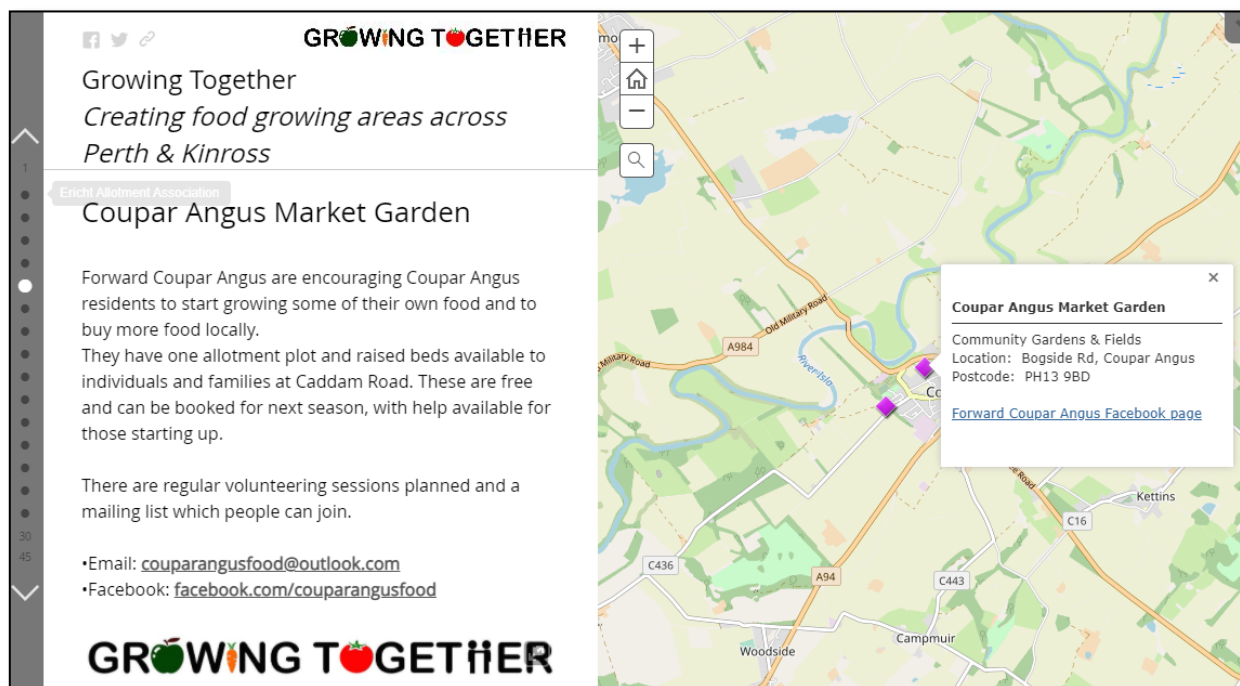 GROWING TOGETHER
Growing Together
Creating food growing areas across
Perth & Kinross
1
Ericht Allotment Association
Coupar Angus Market Garden
Forward Coupar Angus are encouraging Coupar Angus
residents to start growing some of their own food and to
buy more food locally.
They have one allotment plot and raised beds available to
individuals and families at Caddam Road. These are free
and can be booked for next season, with help available for
those starting up.
There are regular volunteering sessions planned and a
mailing list which people can join.
30
45
•Email: couparangusfood@outlook.com
•Facebook: facebook.com/couparangusfood
GROWING TOGETHER
mo
+
−
Old Military Road
A984
Military Road
River Isla
Co
×
Coupar Angus Market Garden
Community Gardens & Fields
Location: Bogside Rd, Coupar Angus
Postcode: PH13 9BD
Forward Coupar Angus Facebook page
Road
Kettins
C16
C436
A94
C443
Campmuir
Woodside